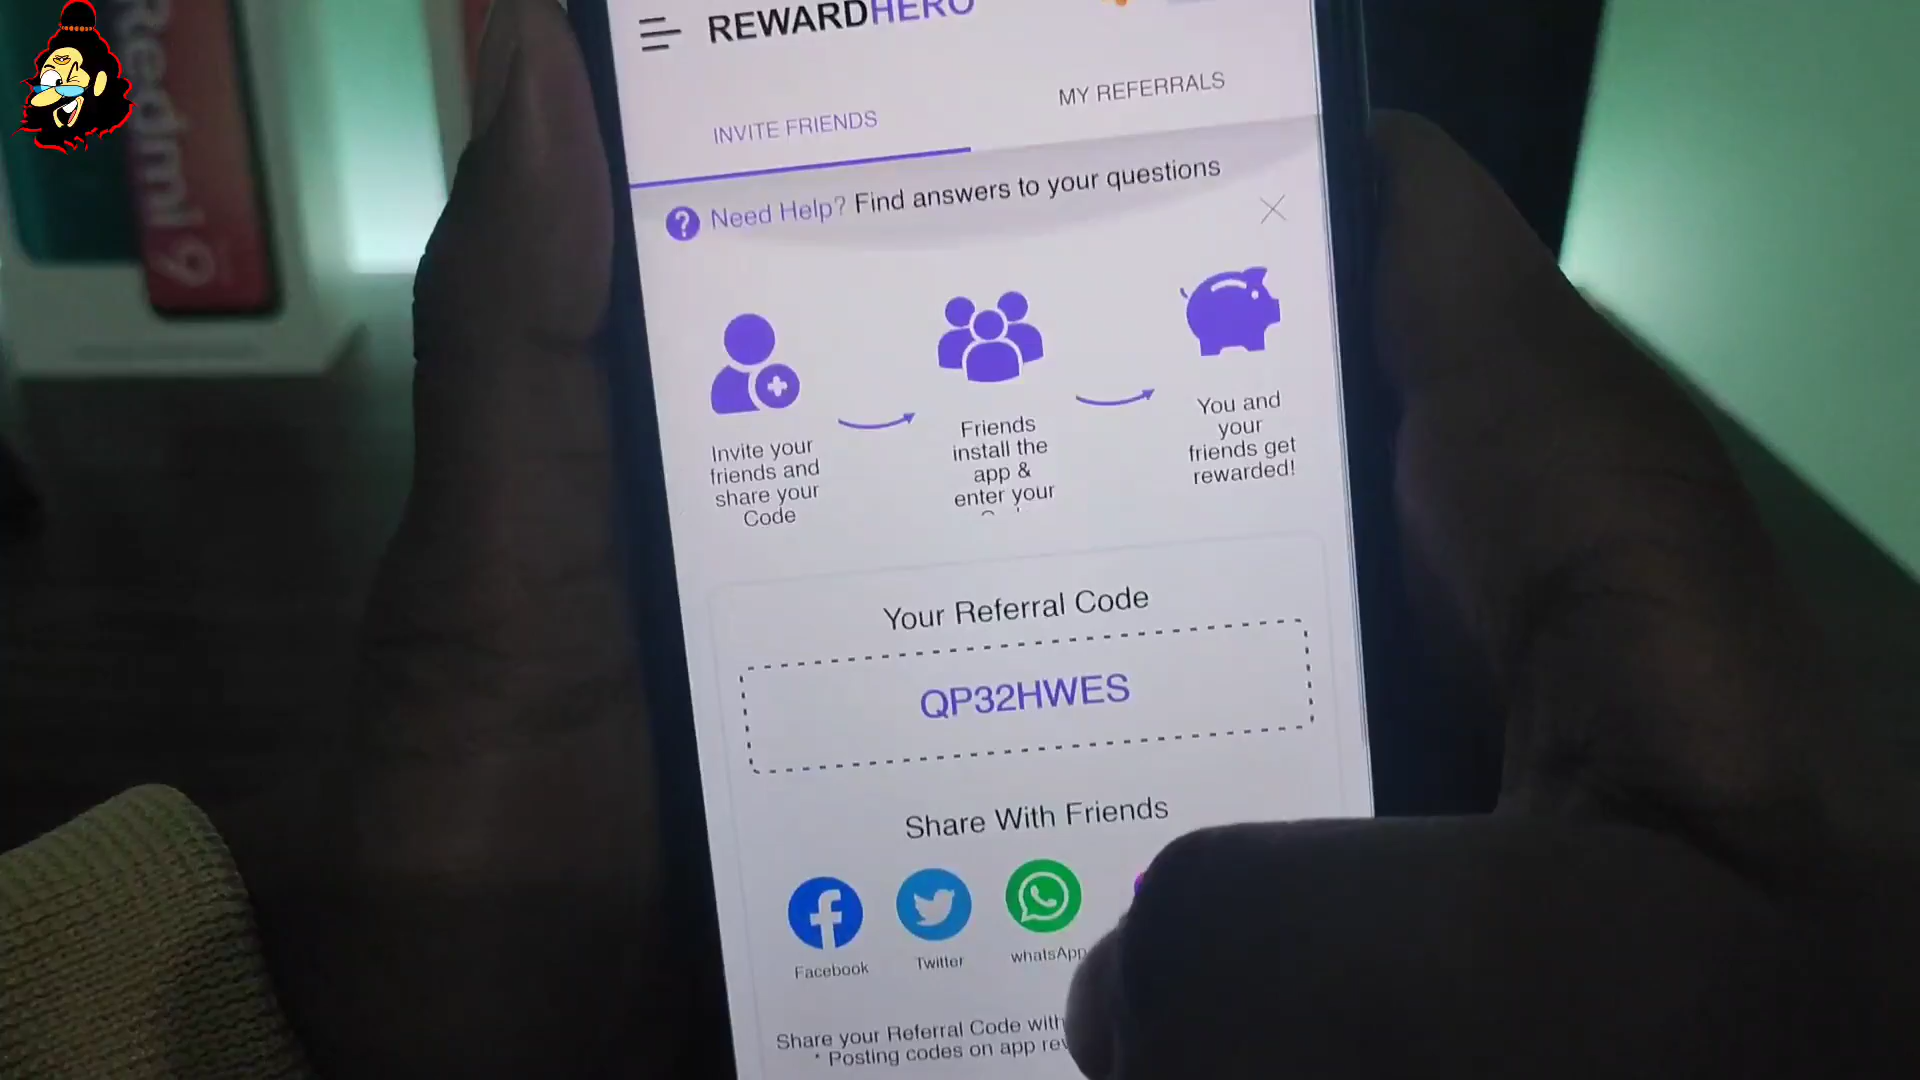 REWARDHERO
INVITE FRIENDS
MY REFERRALS
Need Help? Find answers to your questions
Invite your
friends and
share your
Code
Friends
install the
app &
enter your
You and
your
friends get
rewarded!
Your Referral Code
QP32HWES
Share With Friends
Facebook
Twitter
whatsApp
Share your Referral Code with
* Posting codes on app
Redmi 9